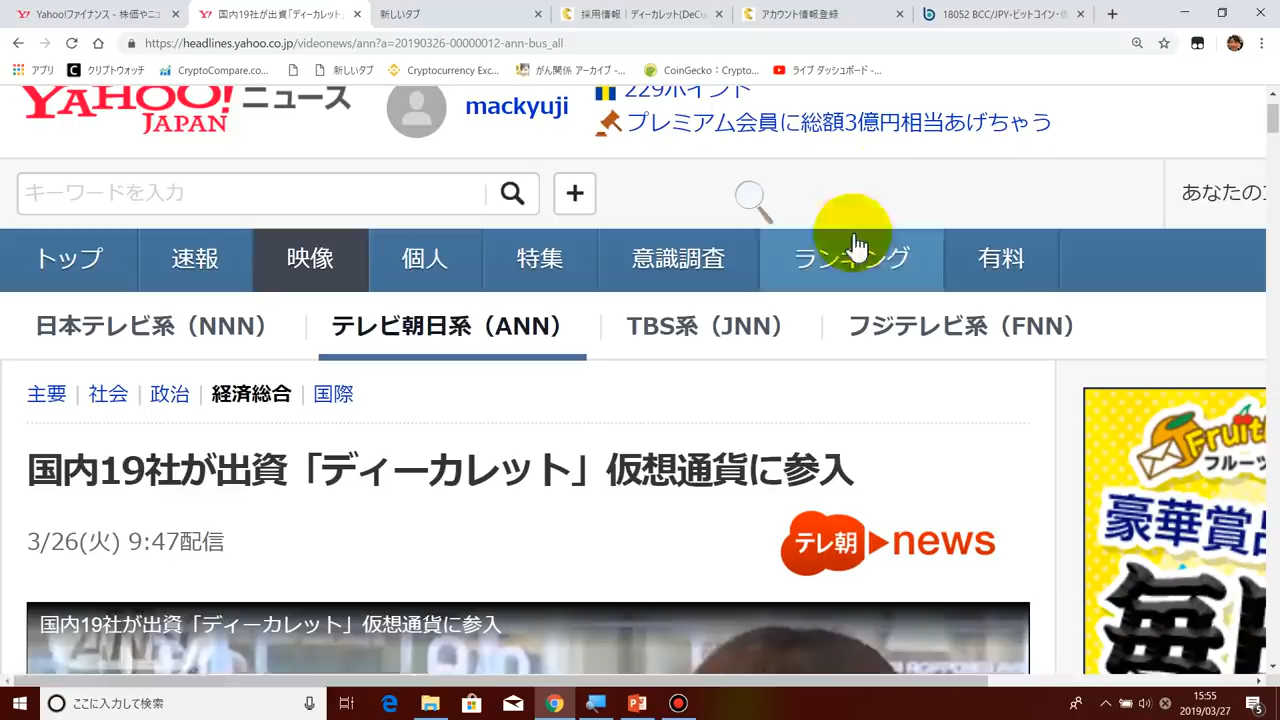 Yahoo!ファイナンス - 株価やニ
国内19社が出資「ディーカレット」
新しいタブ
採用情報 | ディーカレット(DeCu
アカウント情報登録
18052 BCC/JPY-ビットコイン・
https://headlines.yahoo.co.jp/videonews/ann?a=20190326-00000012-ann-bus_all
アプリ
クリプトウォッチ
CryptoCompare.co...
新しいタブ
Cryptocurrency Exc...
がん関係 アーカイブ -...
CoinGecko : Crypto...
ライブ ダッシュボード -...
YAHOO! ニュース
JAPAN
mackyuji
229ポイント
プレミアム会員に総額3億円相当あげちゃう
キーワードを入力
あなたの
トップ
速報
映像
個人
特集
意識調査
ランキング
有料
日本テレビ系（NNN）
テレビ朝日系（ANN）
TBS系（JNN）
フジテレビ系（FNN）
主要
社会
政治
経済総合
国際
国内19社が出資「ディーカレット」仮想通貨に参入
3/26(火) 9:47配信
テレ朝 news
国内19社が出資「ディーカレット」仮想通貨に参入
Fruit
フルーツ
豪華賞品
毎
ここに入力して検索
15:55
2019/03/27
5